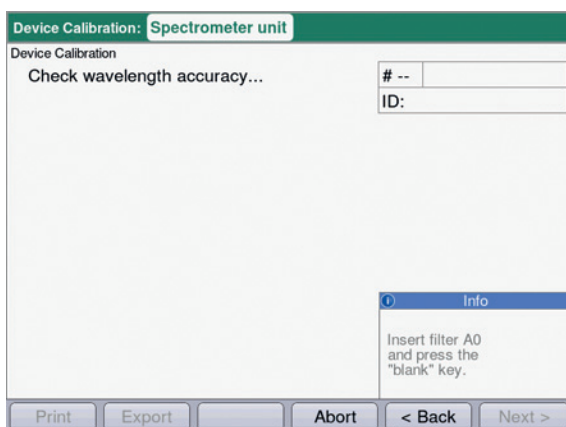 Device Calibration: Spectrometer unit
Device Calibration
Check wavelength accuracy...
# --
ID:
Info
Insert filter A0
and press the
"blank" key.
Print Export Abort < Back Next >